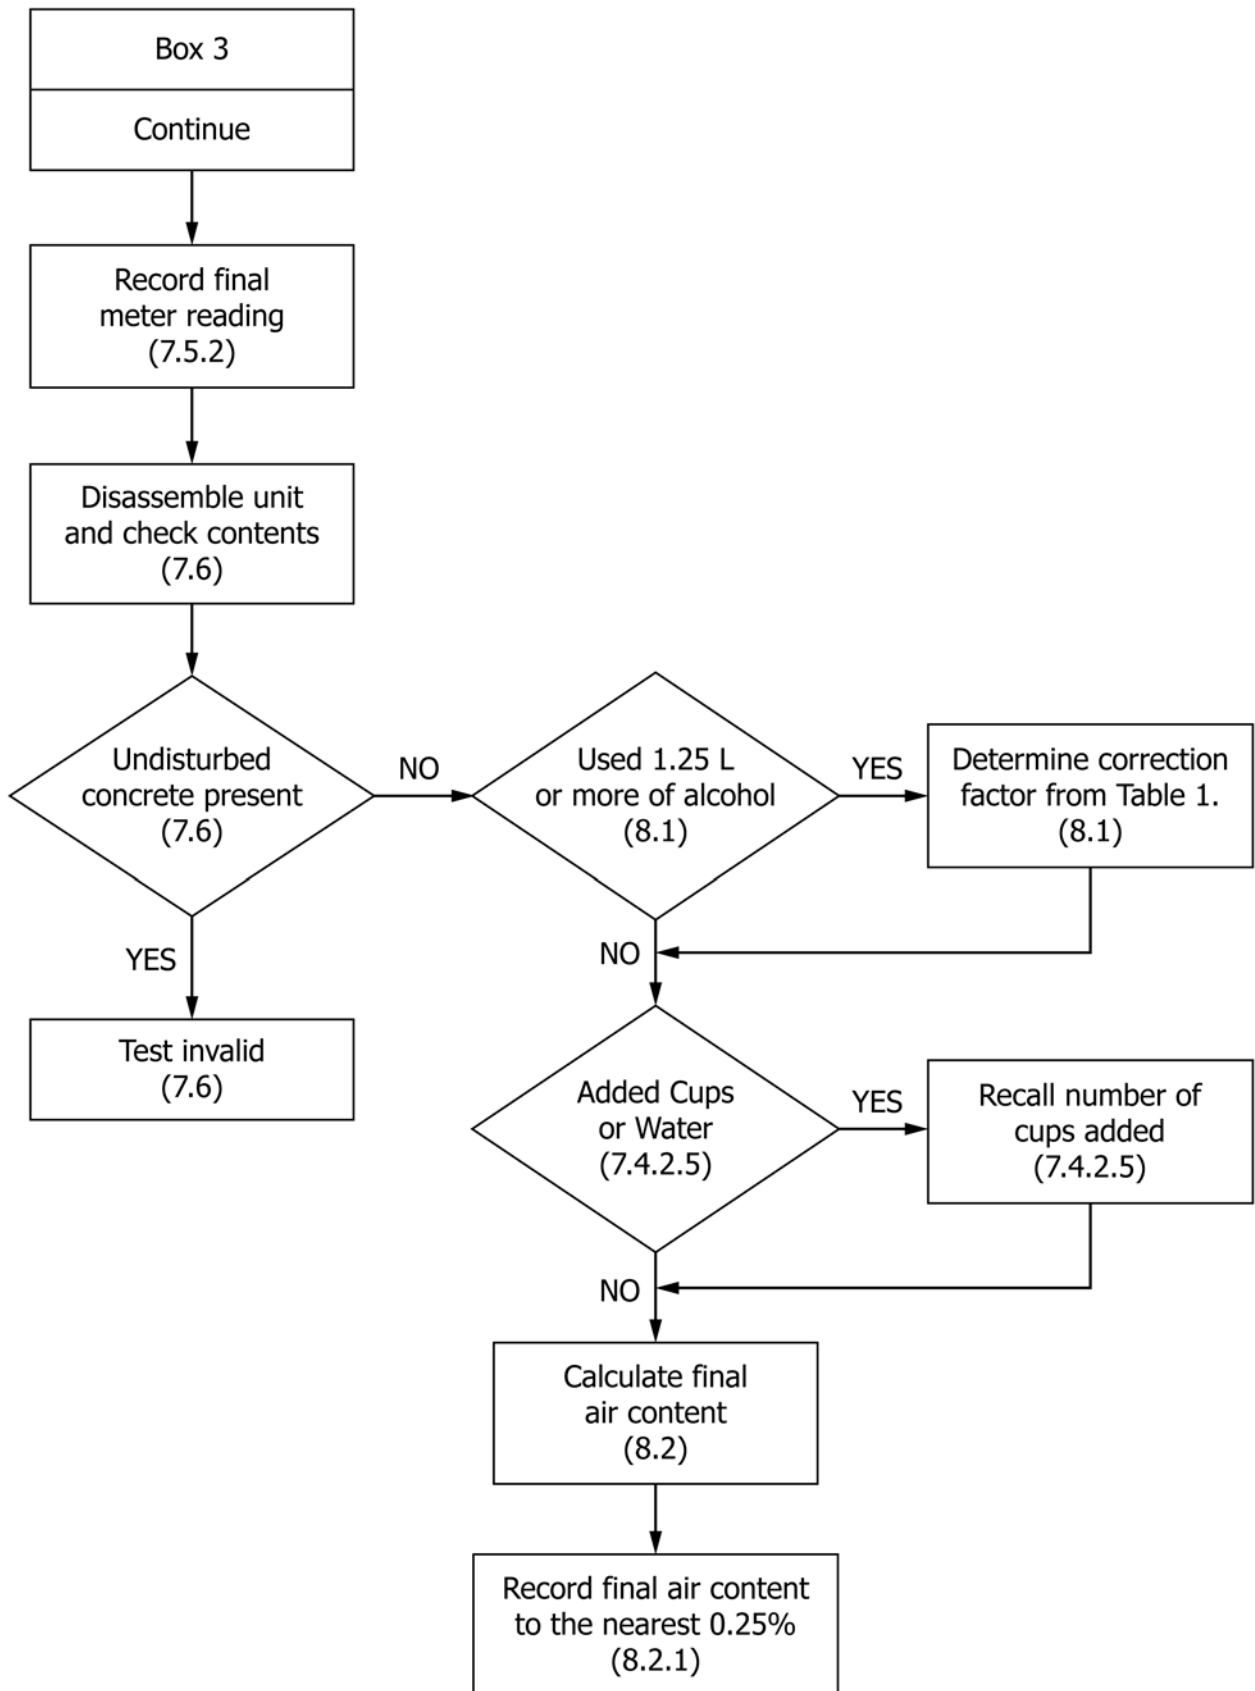 Box 3
Continue
Record final
meter reading
(7.5.2)
Disassemble unit
and check contents
(7.6)
Undisturbed
concrete present
(7.6)
NO
YES
Test invalid
(7.6)
Used 1.25 L
or more of alcohol
(8.1)
YES
NO
Determine correction
factor from Table 1.
(8.1)
Added Cups
or Water
(7.4.2.5)
YES
NO
Recall number of
cups added
(7.4.2.5)
Calculate final
air content
(8.2)
Record final air content
to the nearest 0.25%
(8.2.1)